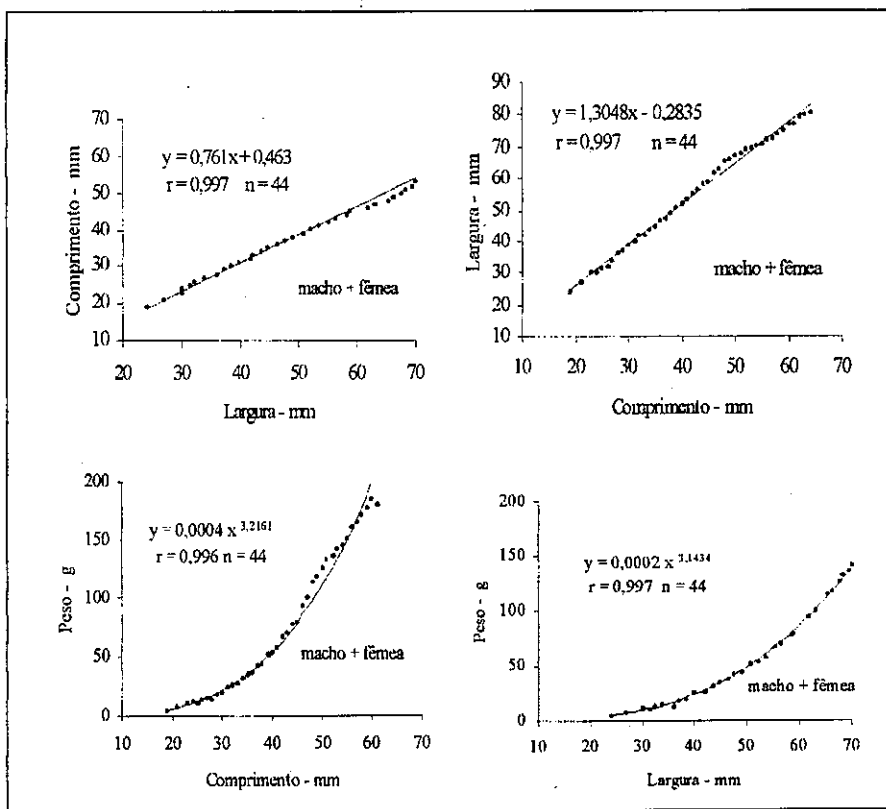 Comprimento - mm
70
60
50
40
30
20
10
y = 0,761x + 0,463
r = 0,997 n = 44
macho + fêmea
20 30 40 50 60 70
Largura - mm
Largura - mm
90
80
70
60
50
40
30
20
10
y = 1,3048x - 0,2835
r = 0,997 n = 44
macho + fêmea
10 20 30 40 50 60 70
Comprimento - mm
Peso - g
200
150
100
50
0
y = 0,0004 x^3,2161
r = 0,996 n = 44
macho + fêmea
10 20 30 40 50 60 70
Comprimento - mm
Peso - g
200
150
100
50
0
y = 0,0002 x^3,1434
r = 0,997 n = 44
macho + fêmea
10 20 30 40 50 60 70
Largura - mm